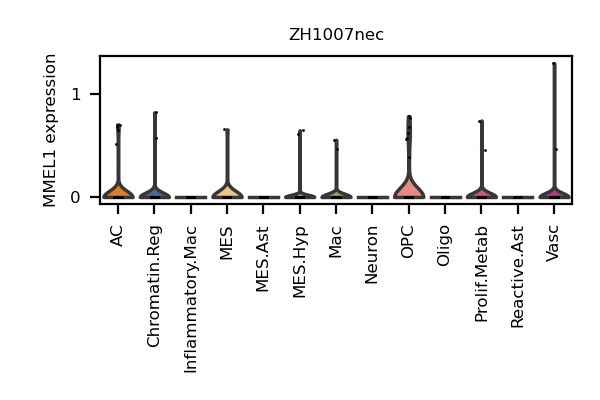 ZH1007nec
MMEL1 expression
1
0
AC
Chromatin.Reg
Inflammatory.Mac
MES
MES.Ast
MES.Hyp
Mac
Neuron
OPC
Oligo
Prolif.Metab
Reactive.Ast
Vasc